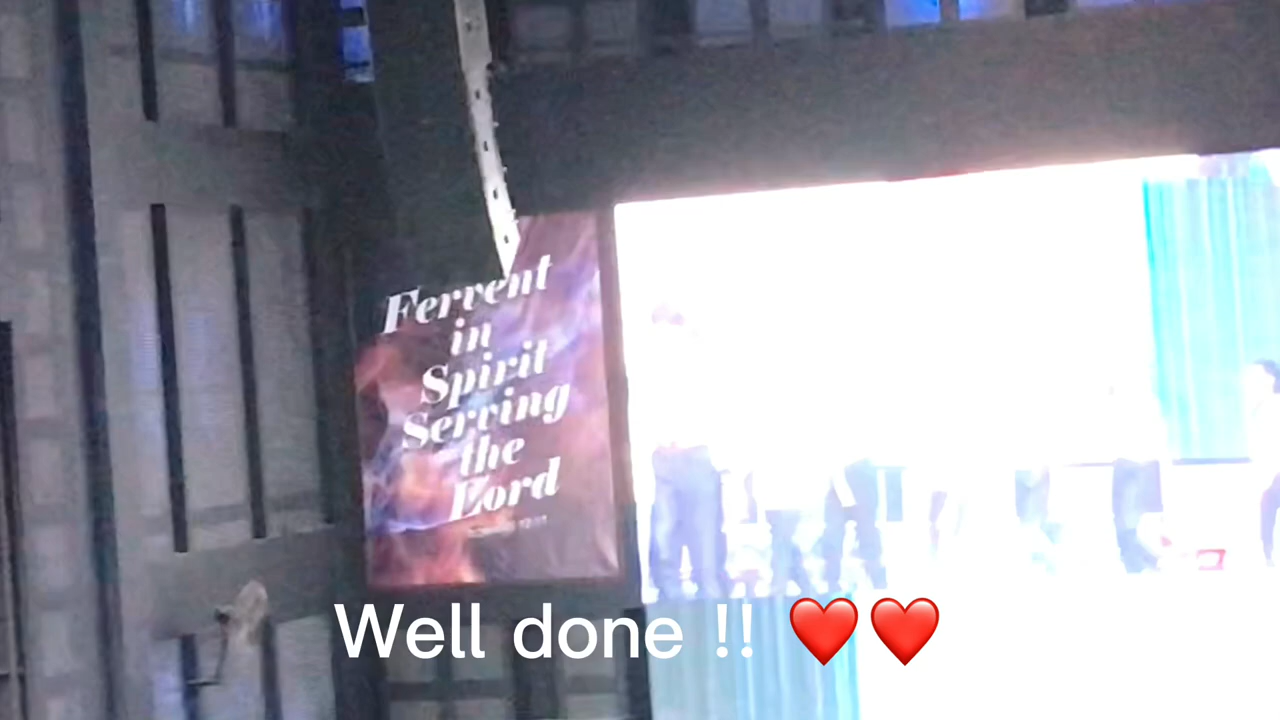 Fervent
in
Spirit
Serving
the
Lord
Well done !! ❤️❤️